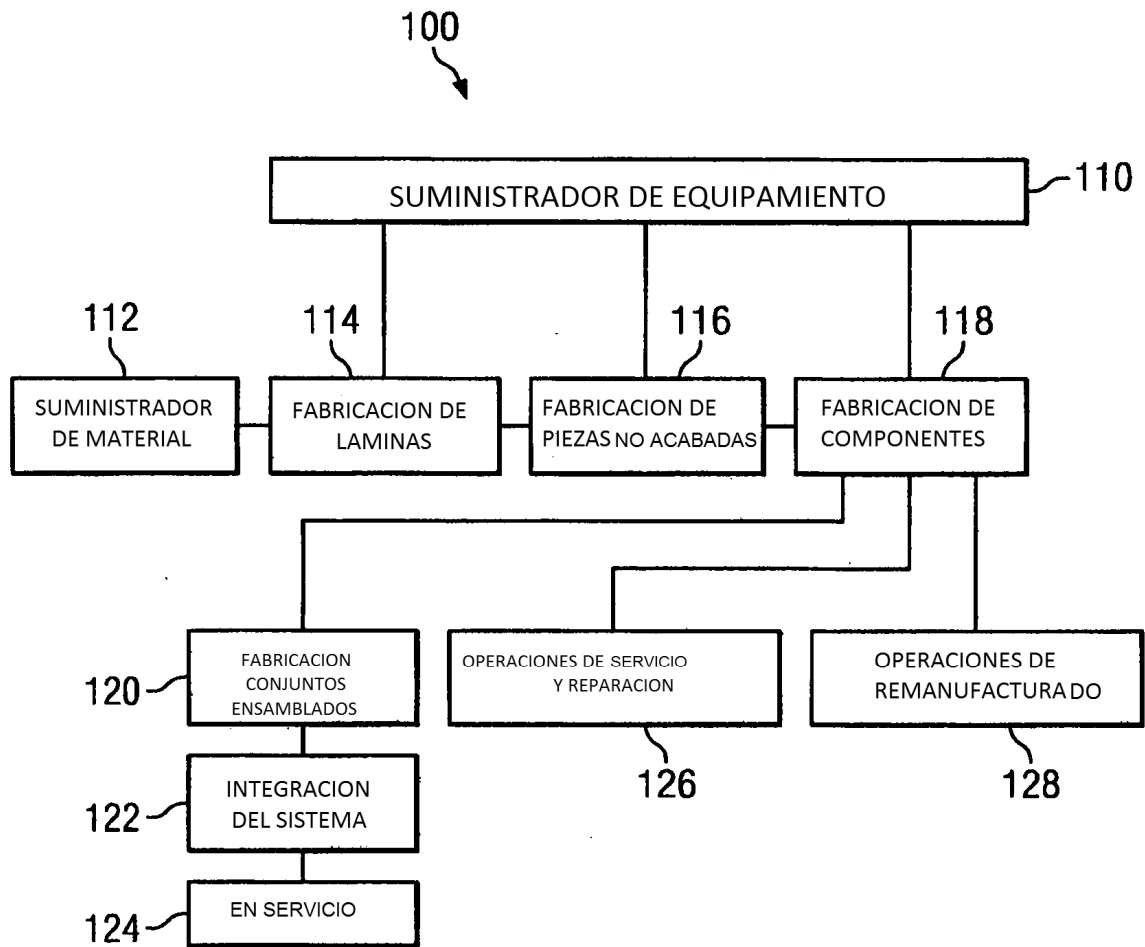 100
SUMINISTRADOR DE EQUIPAMIENTO
110
112
114
116
118
SUMINISTRADOR
DE MATERIAL
FABRICACION DE
LAMINAS
FABRICACION DE
PIEZAS NO ACABADAS
FABRICACION DE
COMPONENTES
120
FABRICACION
CONJUNTOS
ENSAMBLADOS
OPERACIONES DE SERVICIO
Y REPARACION
OPERACIONES DE
REMANUFACTURADO
126
128
122
INTEGRACION
DEL SISTEMA
124
EN SERVICIO